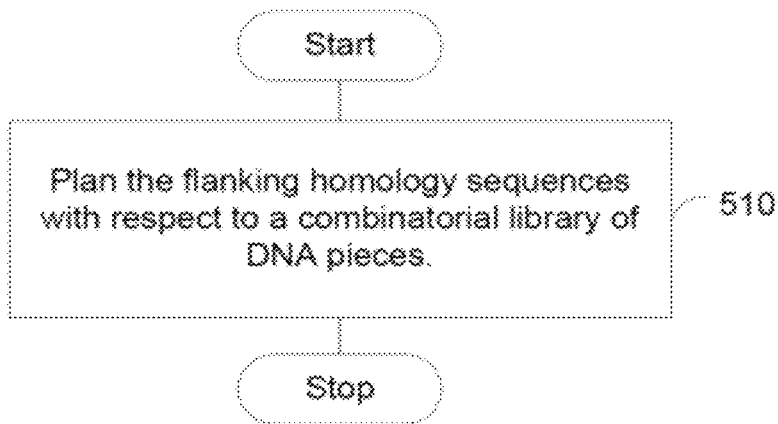 Start
Plan the flanking homology sequences
with respect to a combinatorial library of
DNA pieces.
510
Stop